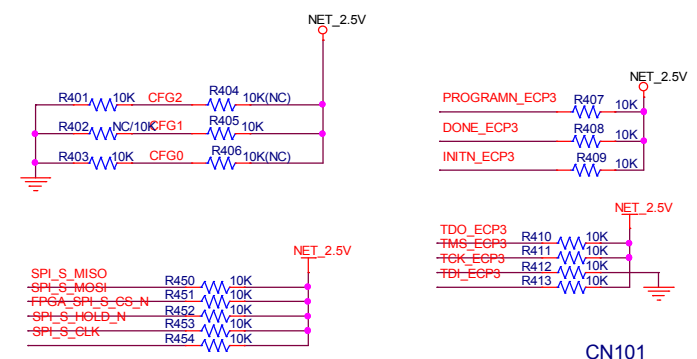 NET_2.5V
R401 10K CFG2 R404 10K(NC)
R402 NC/10K CFG1 R405 10K
R403 10K CFG0 R406 10K(NC)
NET_2.5V
PROGRAMN_ECP3 R407 10K
DONE_ECP3 R408 10K
INITN_ECP3 R409 10K
NET_2.5V
TDO_ECP3 R410 10K
TMS_ECP3 R411 10K
TCK_ECP3 R412 10K
TDI_ECP3 R413 10K
NET_2.5V
SPI_S_MISO R450 10K
SPI_S_MOSI R451 10K
FPGA_SPI_S_CS_N R452 10K
SPI_S_HOLD_N R453 10K
SPI_S_CLK R454 10K
CN101